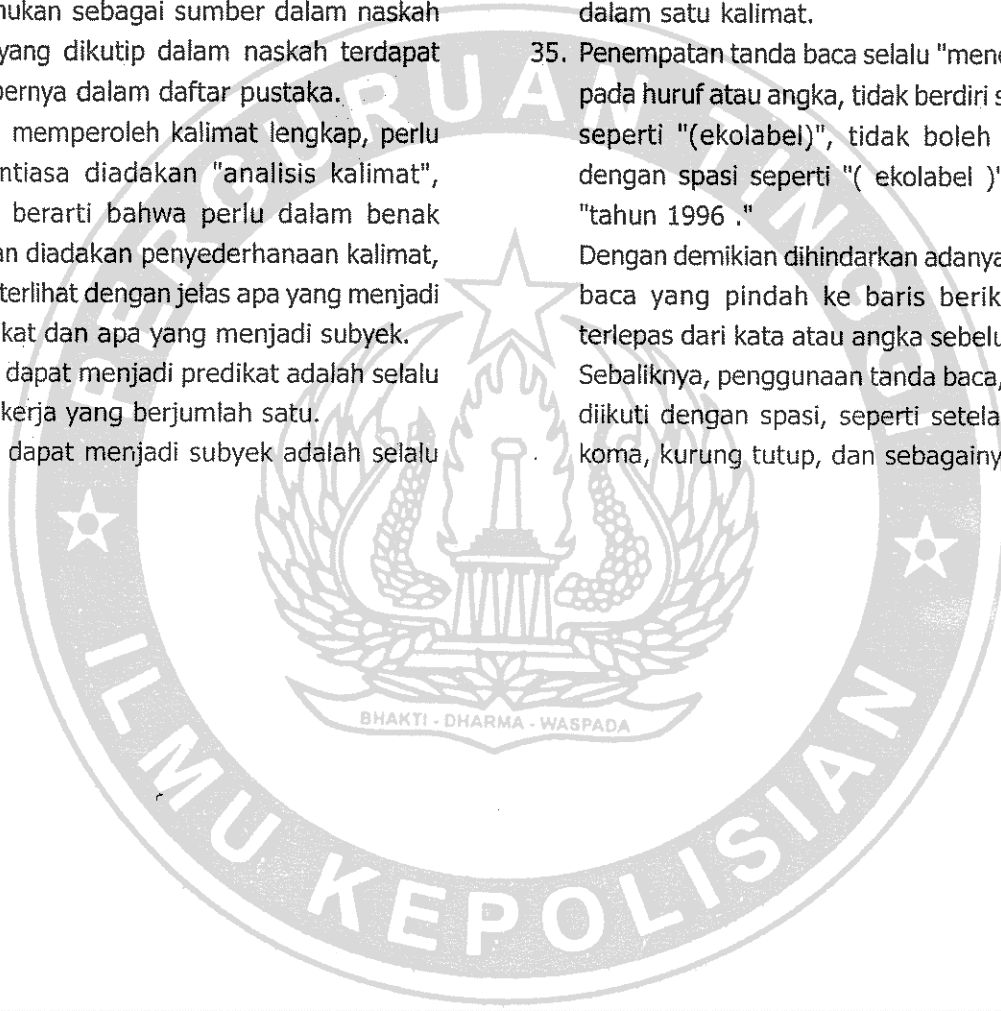 nukan sebagai sumber dalam naskah
yang dikutip dalam naskah terdapat
bernya dalam daftar pustaka.
memperoleh kalimat lengkap, perlu
ntiasa diadakan "analisis kalimat",
berarti bahwa perlu dalam benak
an diadakan penyederhanaan kalimat,
terlihat dengan jelas apa yang menjadi
kat dan apa yang menjadi subyek.
dapat menjadi predikat adalah selalu
kerja yang berjumlah satu.
dapat menjadi subyek adalah selalu
dalam satu kalimat.
35. Penempatan tanda baca selalu "mene
pada huruf atau angka, tidak berdiri s
seperti "(ekolabel)", tidak boleh
dengan spasi seperti "( ekolabel )"
"tahun 1996 ."
Dengan demikian dihindarkan adanya
baca yang pindah ke baris berik
terlepas dari kata atau angka sebelu
Sebaliknya, penggunaan tanda baca,
diikuti dengan spasi, seperti setela
koma, kurung tutup, dan sebagainy
PERGURUAN TINGGI
BHAKTI - DHARMA - WASPADA
ILMU KEPOLISIAN